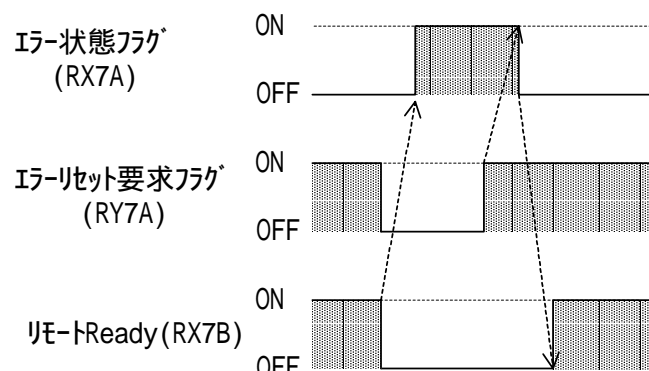 ON
ｴﾗｰ状態ﾌﾗｸﾞ
(RX7A)
OFF
ON
ｴﾗｰﾘｾｯﾄ要求ﾌﾗｸﾞ
(RY7A)
OFF
ON
ﾘﾓｰﾄReady(RX7B)
OFF